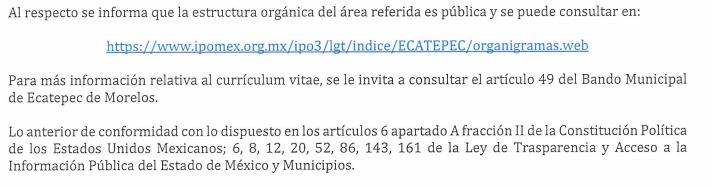 Al respecto se informa que la estructura orgánica del área referida es pública y se puede consultar en:
https://www.ipomex.org.mx/ipo3/lgt/indice/ECATEPEC/organigramas.web
Para más información relativa al currículum vitae, se le invita a consultar el artículo 49 del Bando Municipal
de Ecatepec de Morelos.
Lo anterior de conformidad con lo dispuesto en los artículos 6 apartado A fracción II de la Constitución Política
de los Estados Unidos Mexicanos; 6, 8, 12, 20, 52, 86, 143, 161 de la Ley de Trasparencia y Acceso a la
Información Pública del Estado de México y Municipios.